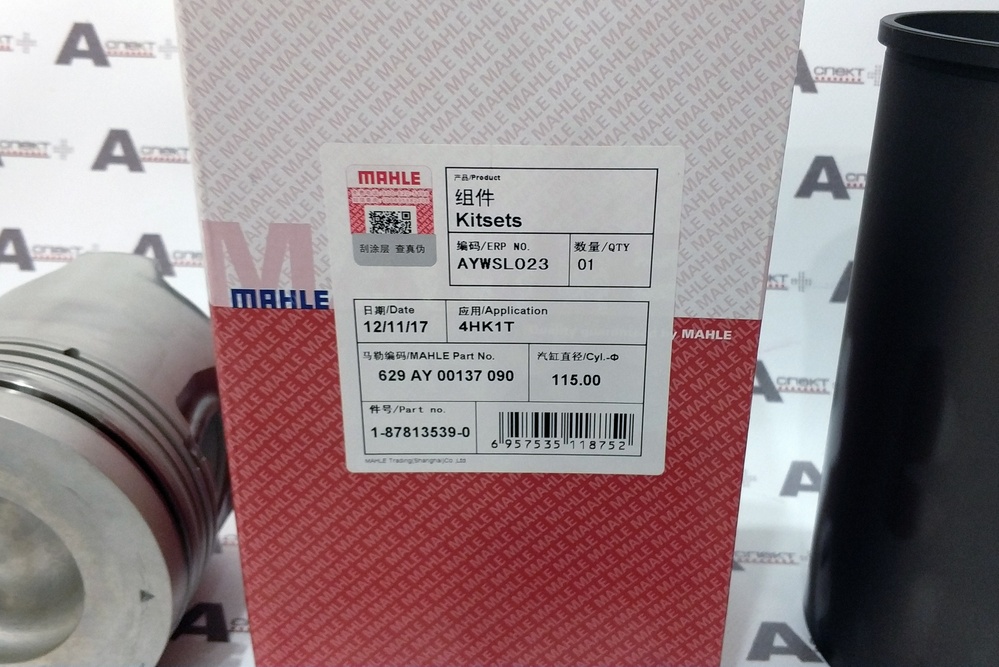 MAHLE
刮涂层 查真伪
产品/Product
组件
Kitsets
编码/ERP NO.
AYWSL023
数量/QTY
01
日期/Date
12/11/17
应用/Application
4HK1T
马勒编码/MAHLE Part No.
629 AY 00137 090
汽缸直径/Cyl.-Φ
115.00
件号/Part no.
1-87813539-0
6 957535 118752
MAHLE Trading(Shanghai)Co.,Ltd
MAHLE
by MAHLE
Аспект+